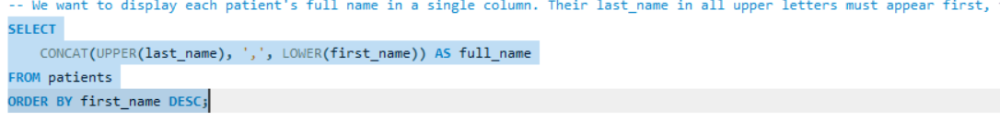 -- We want to display each patient's full name in a single column. Their last_name in all upper letters must appear first,
SELECT
    CONCAT(UPPER(last_name), ',', LOWER(first_name)) AS full_name
FROM patients
ORDER BY first_name DESC;